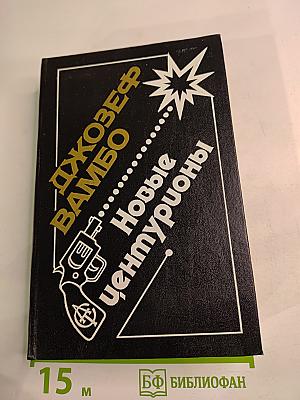 ДЖОЗЕФ
ВАМБО
Новые
центурионы
15 м
БФ БИБЛИОФАН